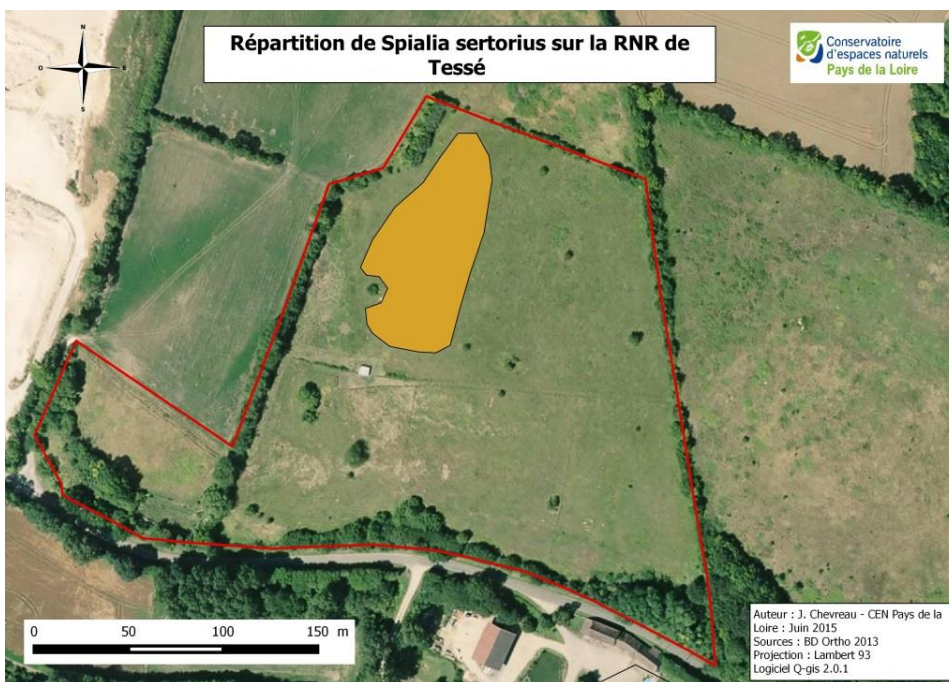 Répartition de Spialia sertorius sur la RNR de
Tessé
Conservatoire
d'espaces naturels
Pays de la Loire
N
O
E
S
0 50 100 150 m
Auteur : J. Chevreau - CEN Pays de la
Loire : Juin 2015
Sources : BD Ortho 2013
Projection : Lambert 93
Logiciel Q-gis 2.0.1